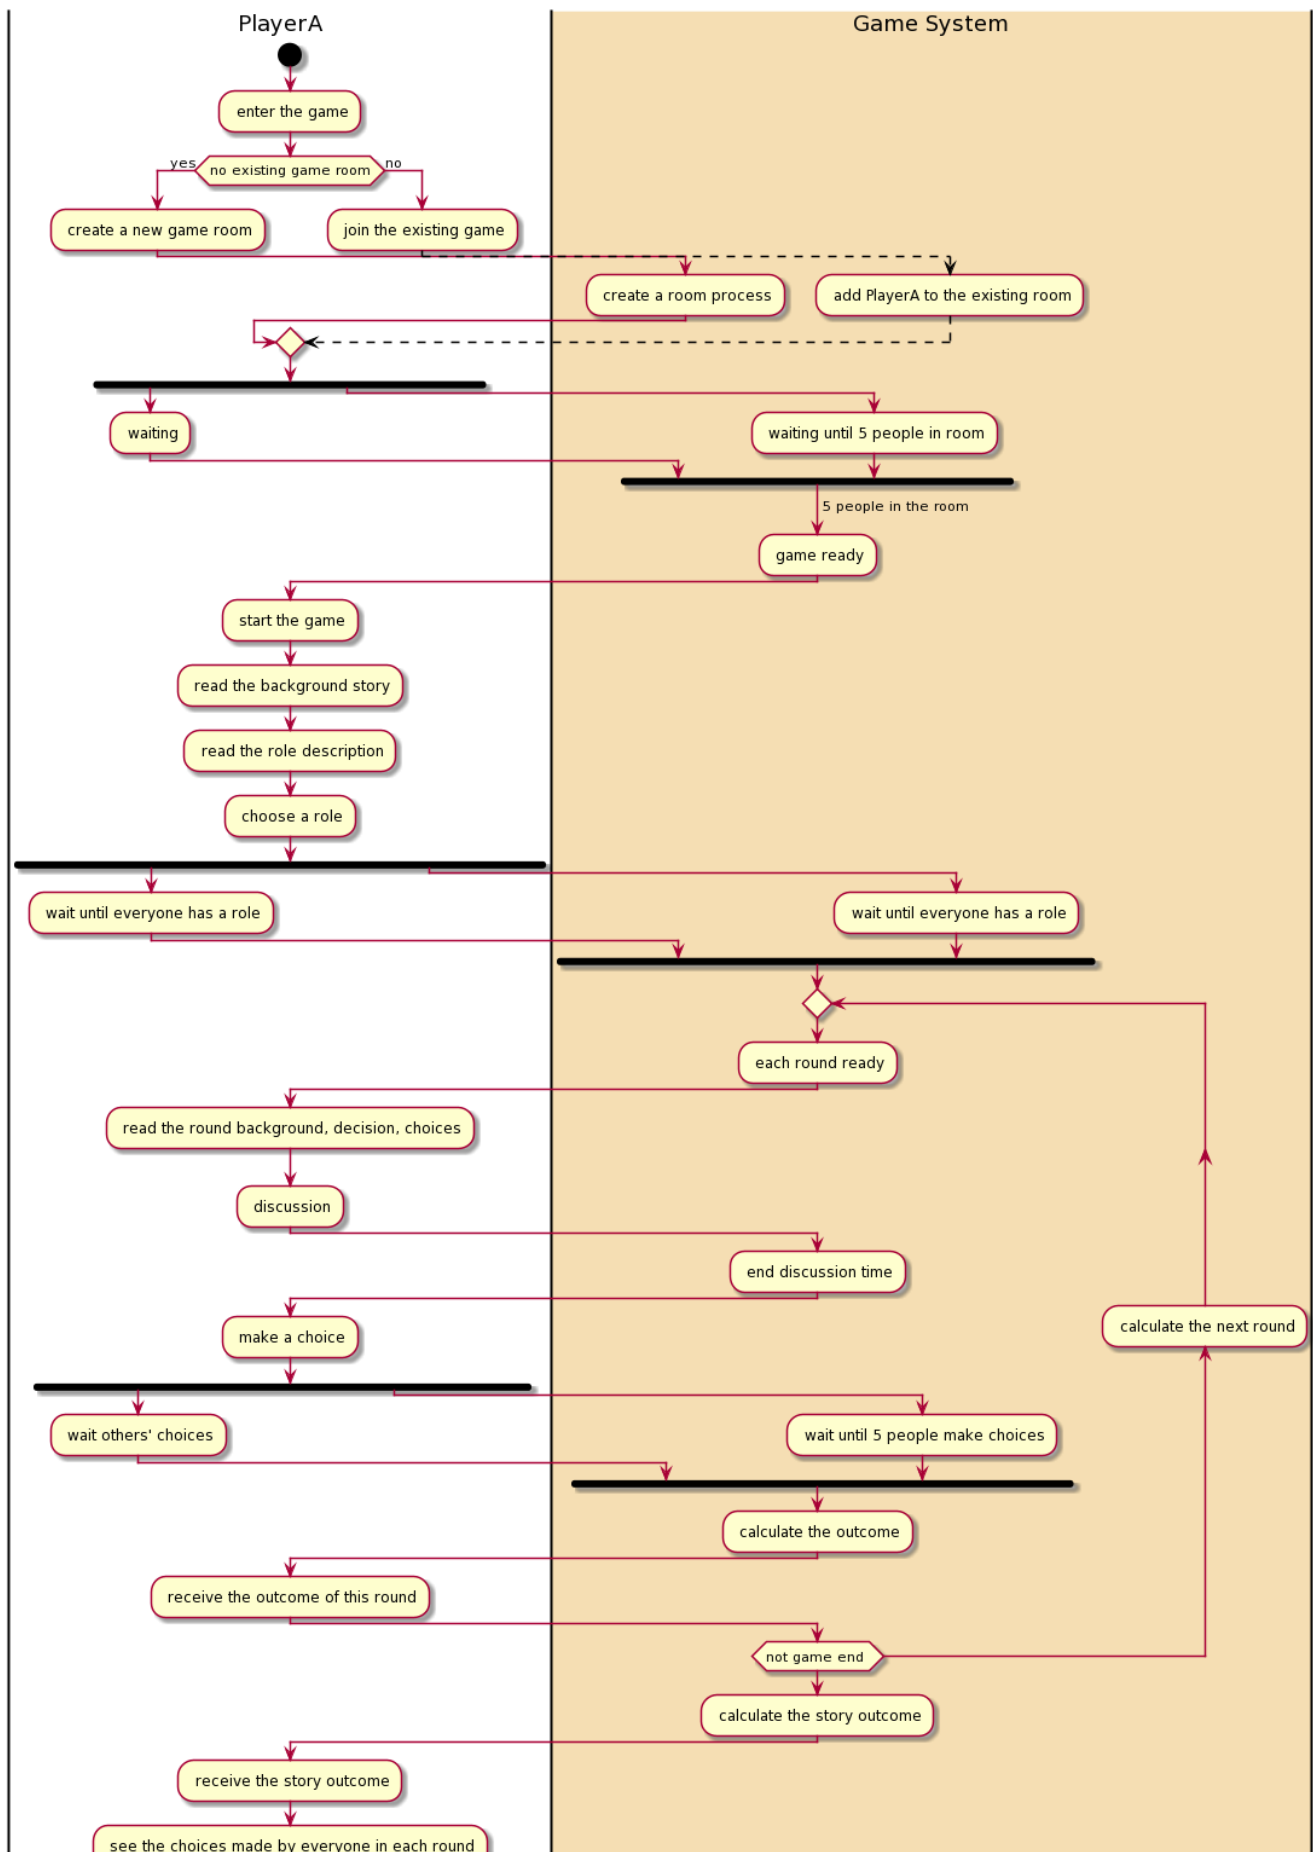 PlayerA
Game System
enter the game
yes
no existing game room
no
create a new game room
join the existing game
create a room process
add PlayerA to the existing room
waiting
waiting until 5 people in room
5 people in the room
game ready
start the game
read the background story
read the role description
choose a role
wait until everyone has a role
wait until everyone has a role
each round ready
read the round background, decision, choices
discussion
end discussion time
make a choice
calculate the next round
wait others' choices
wait until 5 people make choices
calculate the outcome
receive the outcome of this round
not game end
calculate the story outcome
receive the story outcome
see the choices made by everyone in each round